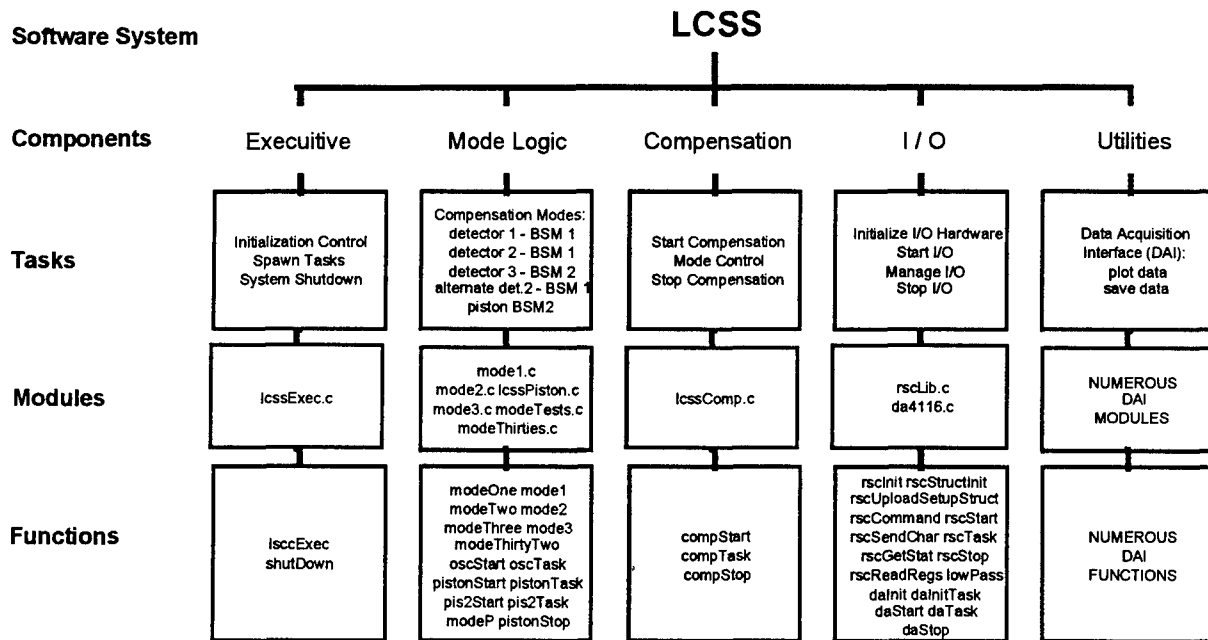 Software System
LCSS
Components
Execuitive
Mode Logic
Compensation
I / O
Utilities
Tasks
Initialization Control
Spawn Tasks
System Shutdown
Compensation Modes:
detector 1 - BSM 1
detector 2 - BSM 1
detector 3 - BSM 2
alternate det.2 - BSM 1
piston BSM2
Start Compensation
Mode Control
Stop Compensation
Initialize I/O Hardware
Start I/O
Manage I/O
Stop I/O
Data Acquisition
Interface (DAI):
plot data
save data
Modules
lcssExec.c
mode1.c
mode2.c lcssPiston.c
mode3.c modeTests.c
modeThirties.c
lcssComp.c
rscLib.c
da4116.c
NUMEROUS
DAI
MODULES
Functions
lsccExec
shutDown
modeOne mode1
modeTwo mode2
modeThree mode3
modeThirtyTwo
oscStart oscTask
pistonStart pistonTask
pis2Start pis2Task
modeP pistonStop
compStart
compTask
compStop
rscInit rscStructInit
rscUploadSetupStruct
rscCommand rscStart
rscSendChar rscTask
rscGetStat rscStop
rscReadRegs lowPass
daInit daInitTask
daStart daTask
daStop
NUMEROUS
DAI
FUNCTIONS